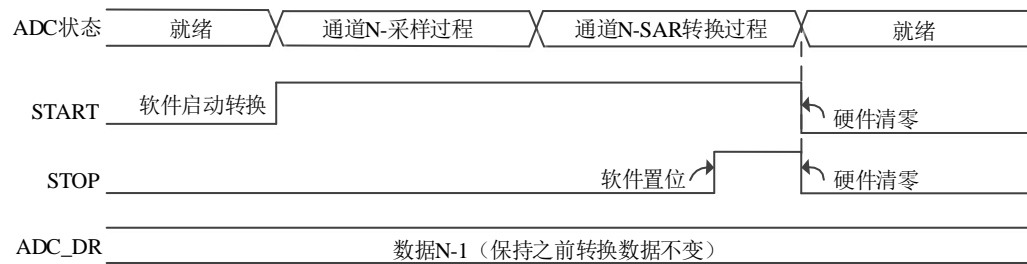 ADC状态 就绪 通道N-采样过程 通道N-SAR转换过程 就绪
START 软件启动转换 硬件清零
STOP 软件置位 硬件清零
ADC_DR 数据N-1（保持之前转换数据不变）